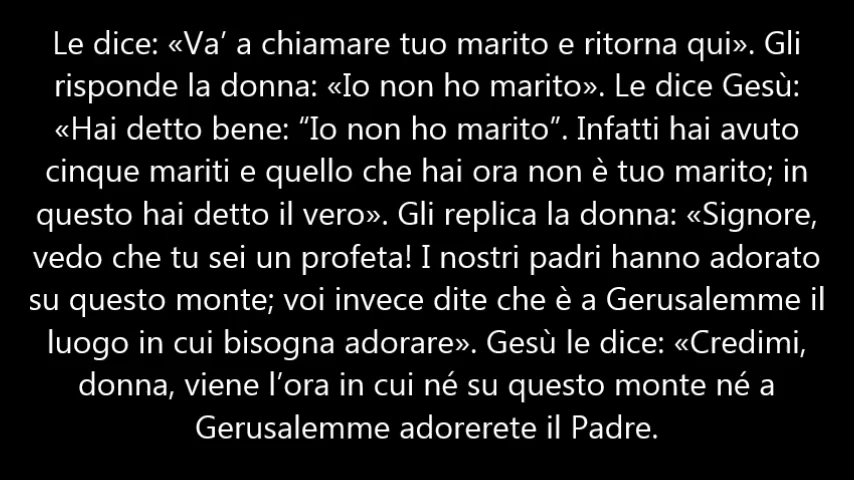 Le dice: «Va’ a chiamare tuo marito e ritorna qui». Gli
risponde la donna: «Io non ho marito». Le dice Gesù:
«Hai detto bene: “Io non ho marito”. Infatti hai avuto
cinque mariti e quello che hai ora non è tuo marito; in
questo hai detto il vero». Gli replica la donna: «Signore,
vedo che tu sei un profeta! I nostri padri hanno adorato
su questo monte; voi invece dite che è a Gerusalemme il
luogo in cui bisogna adorare». Gesù le dice: «Credimi,
donna, viene l’ora in cui né su questo monte né a
Gerusalemme adorerete il Padre.